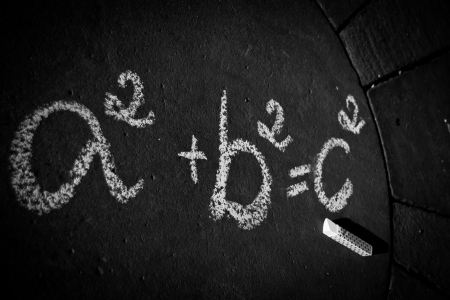 a² + b² = c²